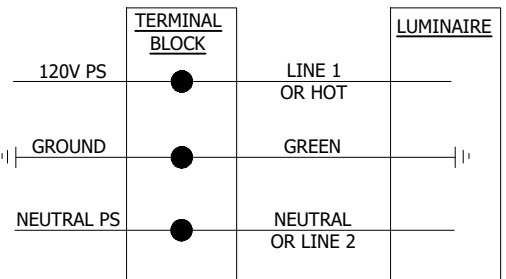 TERMINAL
BLOCK
LUMINAIRE
120V PS
LINE 1
OR HOT
GROUND
GREEN
NEUTRAL PS
NEUTRAL
OR LINE 2